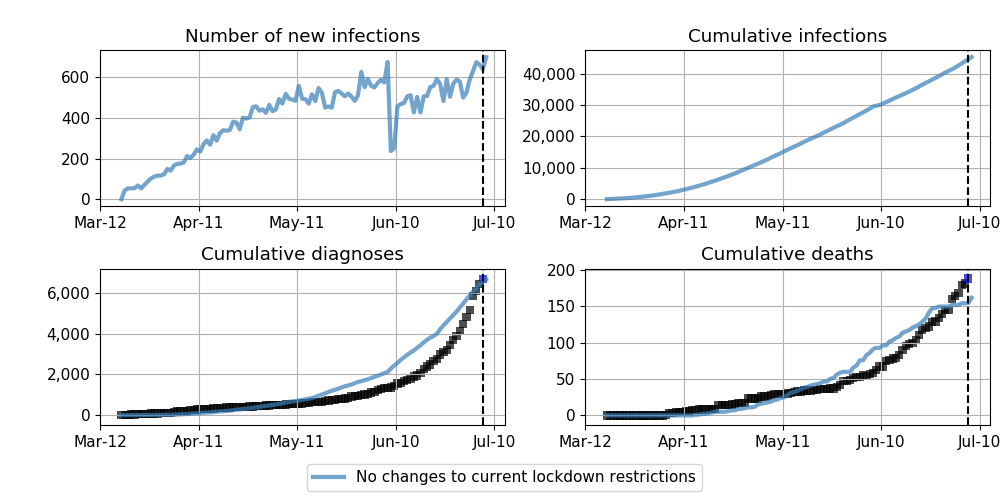 Number of new infections
Cumulative infections
600
400
200
0
40,000
30,000
20,000
10,000
0
Mar-12 Apr-11 May-11 Jun-10 Jul-10
Mar-12 Apr-11 May-11 Jun-10 Jul-10
Cumulative diagnoses
Cumulative deaths
6,000
4,000
2,000
0
200
150
100
50
0
Mar-12 Apr-11 May-11 Jun-10 Jul-10
Mar-12 Apr-11 May-11 Jun-10 Jul-10
No changes to current lockdown restrictions